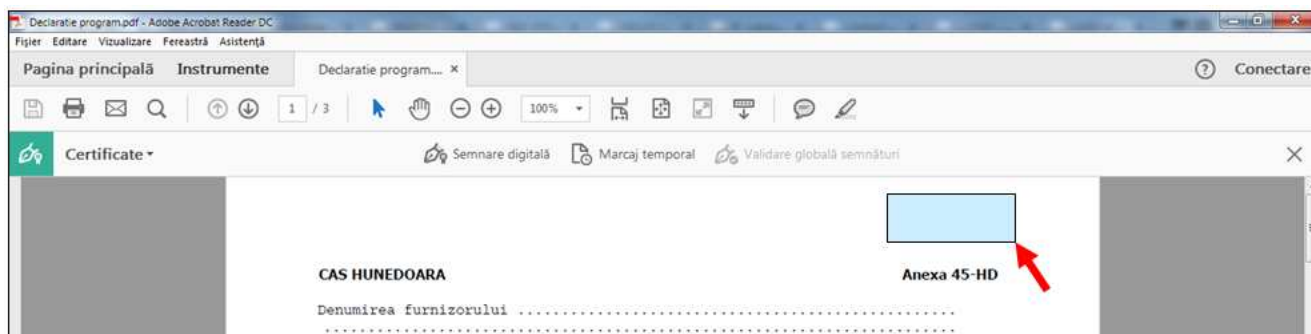 Declaratie program.pdf - Adobe Acrobat Reader DC
Fișier Editare Vizualizare Fereastră Asistență
Pagina principală Instrumente Declaratie program.... × ? Conectare
1 / 3 100%
Certificate Semnare digitală Marcaj temporal Validare globală semnături
CAS HUNEDOARA Anexa 45-HD
Denumirea furnizorului ......................................................
...............................................................................